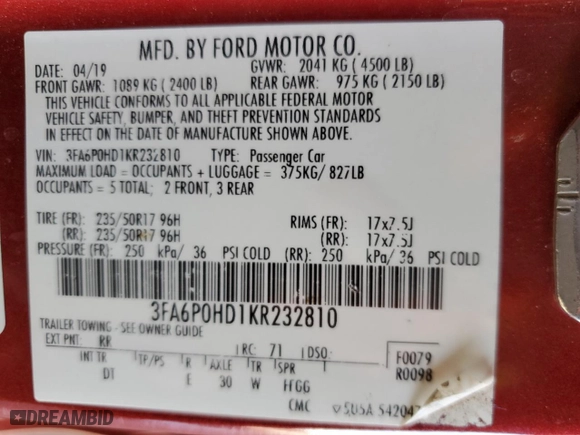 MFD. BY FORD MOTOR CO.
DATE: 04/19 GVWR: 2041 KG ( 4500 LB)
FRONT GAWR: 1089 KG ( 2400 LB) REAR GAWR: 975 KG ( 2150 LB)
THIS VEHICLE CONFORMS TO ALL APPLICABLE FEDERAL MOTOR
VEHICLE SAFETY, BUMPER, AND THEFT PREVENTION STANDARDS
IN EFFECT ON THE DATE OF MANUFACTURE SHOWN ABOVE.
VIN: 3FA6P0HD1KR232810 TYPE: Passenger Car
MAXIMUM LOAD = OCCUPANTS + LUGGAGE = 375KG/ 827LB
OCCUPANTS = 5 TOTAL; 2 FRONT, 3 REAR
TIRE (FR): 235/50R17 96H RIMS (FR): 17x7.5J
(RR): 235/50R17 96H (RR): 17x7.5J
PRESSURE (FR): 250 kPa/ 36 PSI COLD (RR): 250 kPa/ 36 PSI COLD
3FA6P0HD1KR232810
TRAILER TOWING - SEE OWNER GUIDE
EXT PNT: RR RC: 71 DSO: F0079
INT TR TP/PS R AXLE TR SPR R0098
DT E 30 W FFGG
CMC
DREAMBID